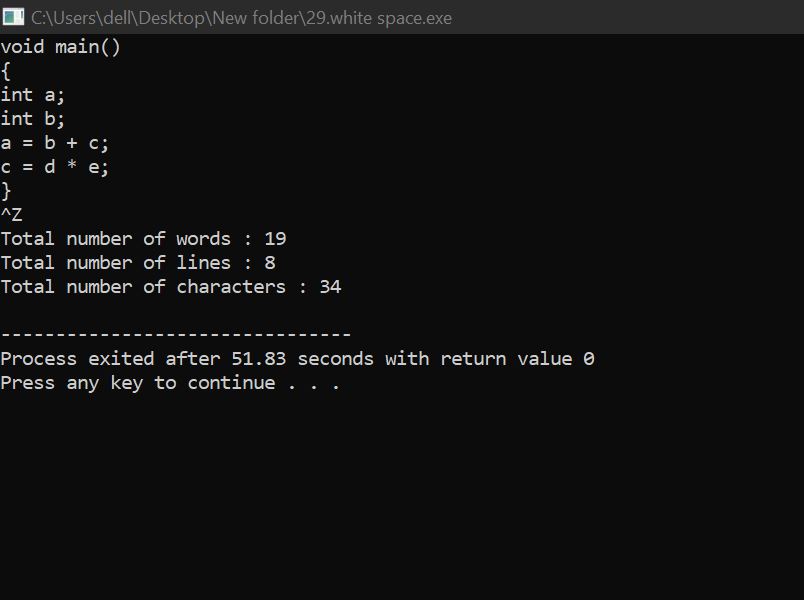 C:\Users\dell\Desktop\New folder\29.white space.exe
void main()
{
int a;
int b;
a = b + c;
c = d * e;
}
^Z
Total number of words : 19
Total number of lines : 8
Total number of characters : 34
--------------------------------
Process exited after 51.83 seconds with return value 0
Press any key to continue . . .